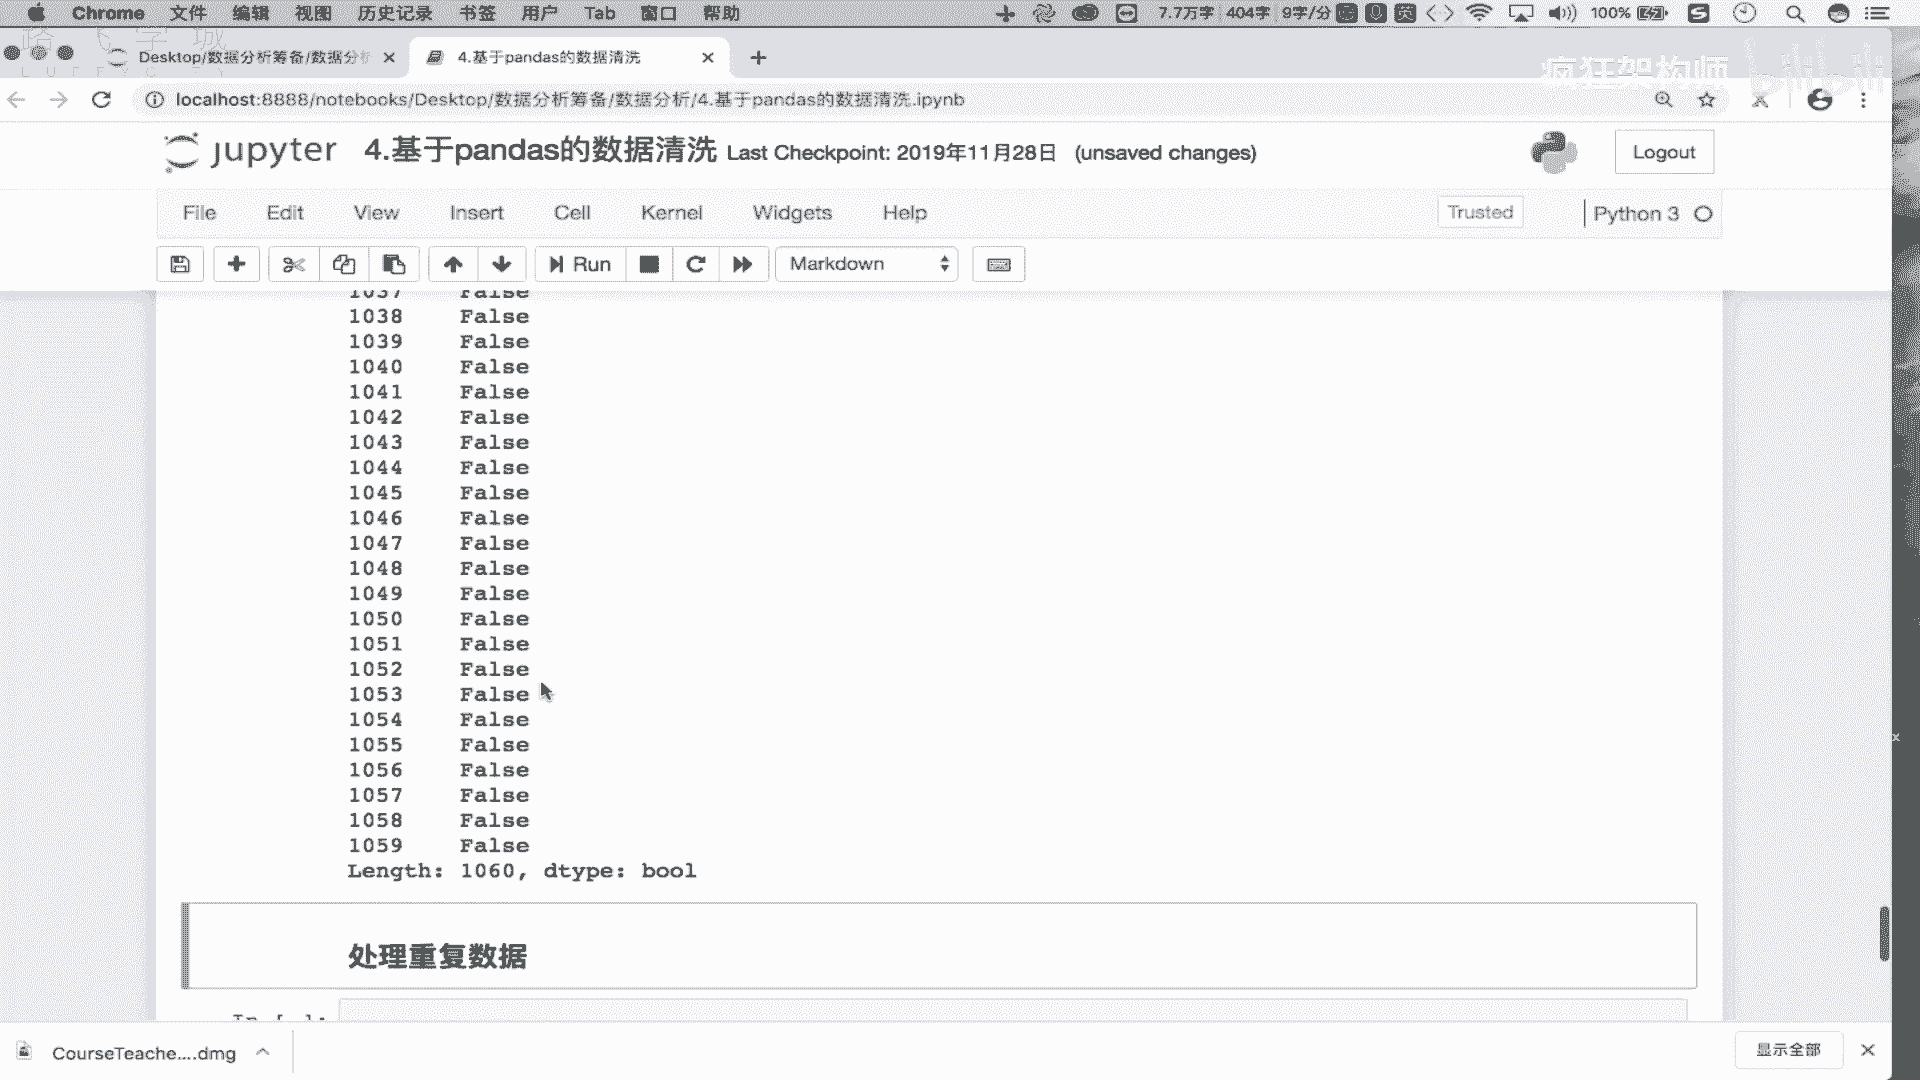 Chrome 文件 编辑 视图 历史记录 书签 用户 Tab 窗口 帮助 7.7万字 404字 9字/分 英 100%
Desktop/数据分析筹备/数据分析
4.基于pandas的数据清洗
疯狂架构师 bilibili
localhost:8888/notebooks/Desktop/数据分析筹备/数据分析/4.基于pandas的数据清洗.ipynb
jupyter 4.基于pandas的数据清洗 Last Checkpoint: 2019年11月28日 (unsaved changes)
Logout
File Edit View Insert Cell Kernel Widgets Help Trusted Python 3
Run Markdown
1037 False
1038 False
1039 False
1040 False
1041 False
1042 False
1043 False
1044 False
1045 False
1046 False
1047 False
1048 False
1049 False
1050 False
1051 False
1052 False
1053 False
1054 False
1055 False
1056 False
1057 False
1058 False
1059 False
Length: 1060, dtype: bool
处理重复数据
In [ ]:
CourseTeache....dmg
显示全部